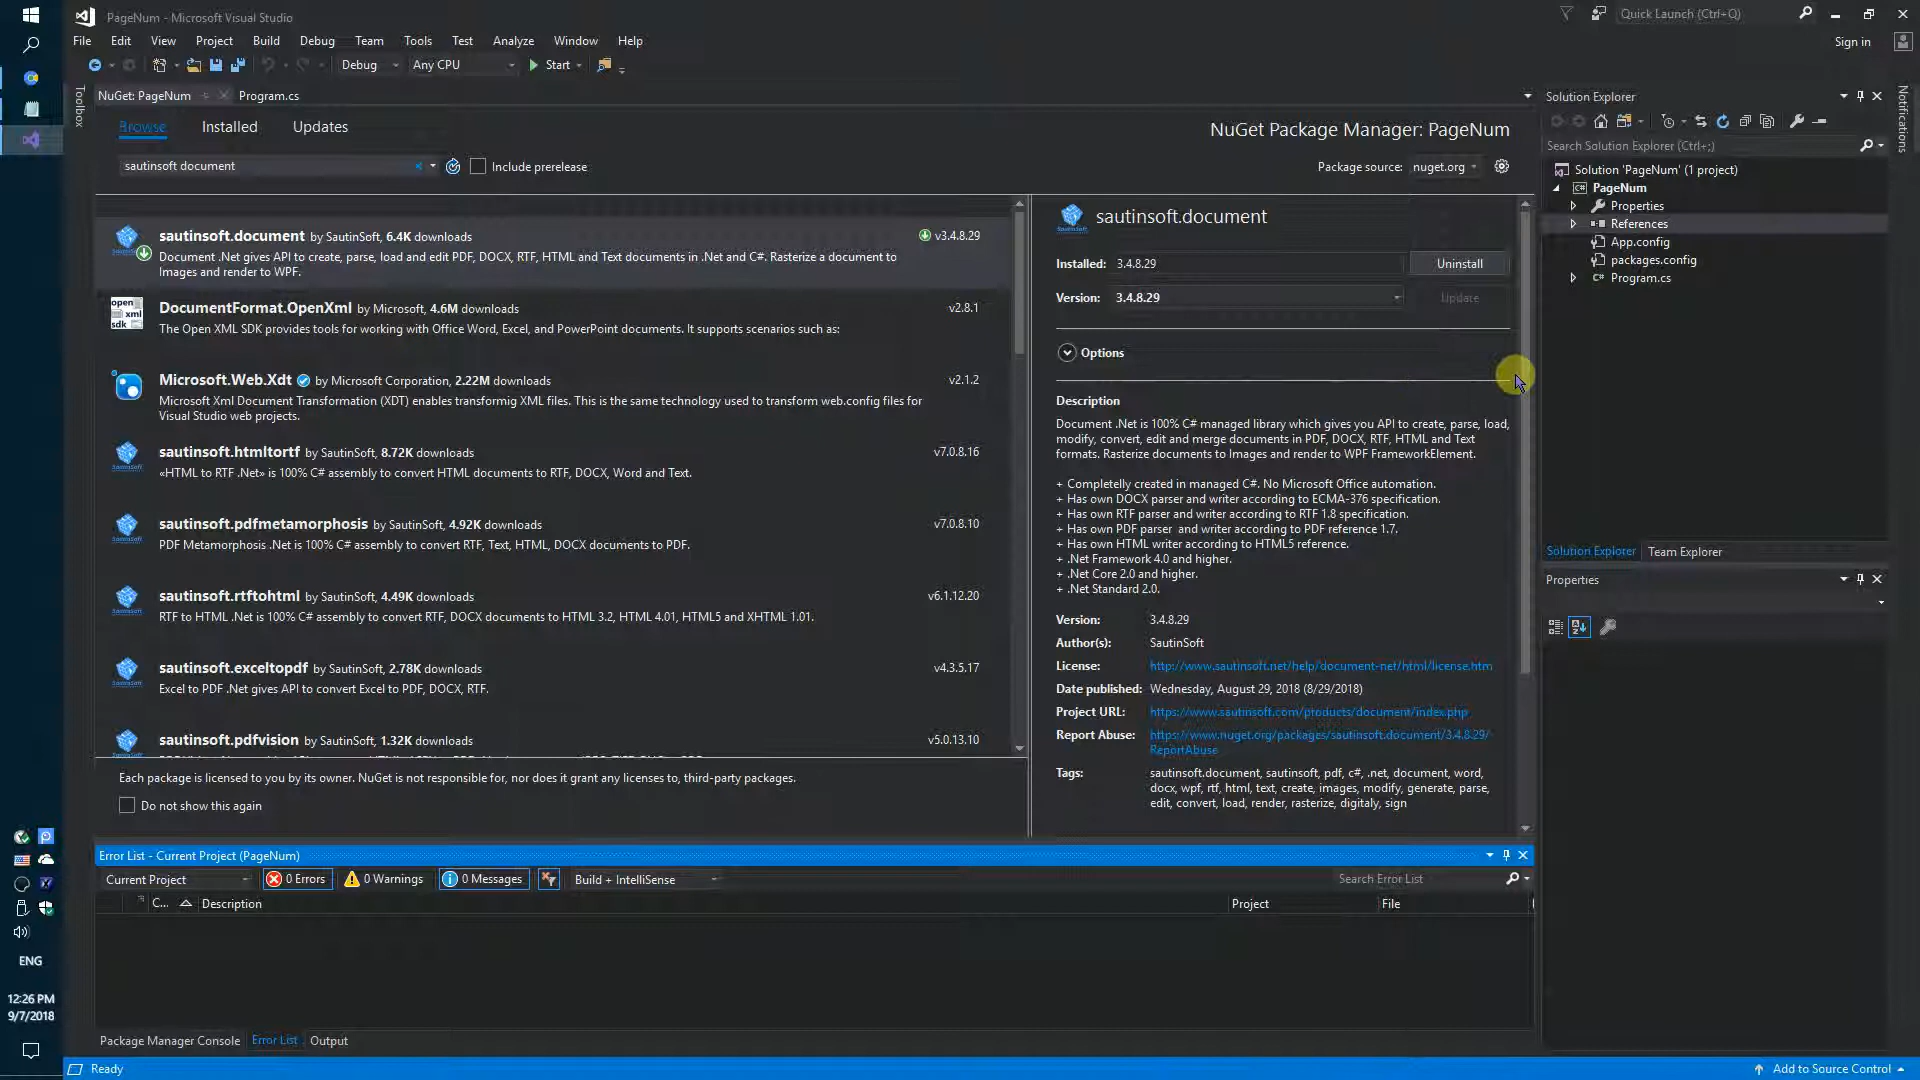 PageNum - Microsoft Visual Studio
Quick Launch (Ctrl+Q)
File Edit View Project Build Debug Team Tools Test Analyze Window Help
Sign in
Debug Any CPU Start
Toolbox
NuGet: PageNum Program.cs
Browse Installed Updates
NuGet Package Manager: PageNum
sautinsoft document
Include prerelease
Package source: nuget.org
sautinsoft.document by SautinSoft, 6.4K downloads v3.4.8.29
Document .Net gives API to create, parse, load and edit PDF, DOCX, RTF, HTML and Text documents in .Net and C#. Rasterize a document to
Images and render to WPF.
open
xml
sdk
DocumentFormat.OpenXml by Microsoft, 4.6M downloads v2.8.1
The Open XML SDK provides tools for working with Office Word, Excel, and PowerPoint documents. It supports scenarios such as:
Microsoft.Web.Xdt by Microsoft Corporation, 2.22M downloads v2.1.2
Microsoft Xml Document Transformation (XDT) enables transformig XML files. This is the same technology used to transform web.config files for
Visual Studio web projects.
sautinsoft.htmltortf by SautinSoft, 8.72K downloads v7.0.8.16
«HTML to RTF .Net» is 100% C# assembly to convert HTML documents to RTF, DOCX, Word and Text.
sautinsoft.pdfmetamorphosis by SautinSoft, 4.92K downloads v7.0.8.10
PDF Metamorphosis .Net is 100% C# assembly to convert RTF, Text, HTML, DOCX documents to PDF.
sautinsoft.rtftohtml by SautinSoft, 4.49K downloads v6.1.12.20
RTF to HTML .Net is 100% C# assembly to convert RTF, DOCX documents to HTML 3.2, HTML 4.01, HTML5 and XHTML 1.01.
sautinsoft.exceltopdf by SautinSoft, 2.78K downloads v4.3.5.17
Excel to PDF .Net gives API to convert Excel to PDF, DOCX, RTF.
sautinsoft.pdfvision by SautinSoft, 1.32K downloads v5.0.13.10
Each package is licensed to you by its owner. NuGet is not responsible for, nor does it grant any licenses to, third-party packages.
Do not show this again
sautinsoft.document
Installed: 3.4.8.29 Uninstall
Version: 3.4.8.29 Update
Options
Description
Document .Net is 100% C# managed library which gives you API to create, parse, load,
modify, convert, edit and merge documents in PDF, DOCX, RTF, HTML and Text
formats. Rasterize documents to Images and render to WPF FrameworkElement.
+ Completelly created in managed C#. No Microsoft Office automation.
+ Has own DOCX parser and writer according to ECMA-376 specification.
+ Has own RTF parser and writer according to RTF 1.8 specification.
+ Has own PDF parser and writer according to PDF reference 1.7.
+ Has own HTML writer according to HTML5 reference.
+ .Net Framework 4.0 and higher.
+ .Net Core 2.0 and higher.
+ .Net Standard 2.0.
Version: 3.4.8.29
Author(s): SautinSoft
License: http://www.sautinsoft.net/help/document-net/html/license.htm
Date published: Wednesday, August 29, 2018 (8/29/2018)
Project URL: https://www.sautinsoft.com/products/document/index.php
Report Abuse: https://www.nuget.org/packages/sautinsoft.document/3.4.8.29/
ReportAbuse
Tags: sautinsoft.document, sautinsoft, pdf, c#, .net, document, word,
docx, wpf, rtf, html, text, create, images, modify, generate, parse,
edit, convert, load, render, rasterize, digitaly, sign
Solution Explorer
Search Solution Explorer (Ctrl+;)
Solution 'PageNum' (1 project)
PageNum
Properties
References
App.config
packages.config
C# Program.cs
Solution Explorer Team Explorer
Properties
Notifications
Error List - Current Project (PageNum)
Current Project 0 Errors 0 Warnings 0 Messages Build + IntelliSense Search Error List
C... Description Project File
Package Manager Console Error List Output
ENG
12:26 PM
9/7/2018
Ready
Add to Source Control